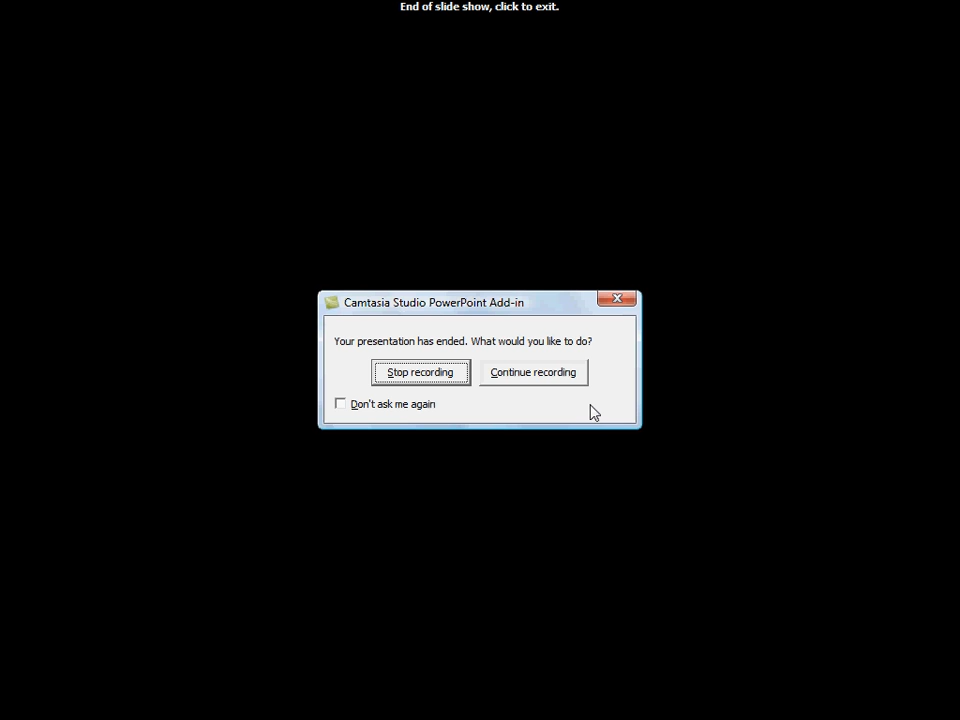 End of slide show, click to exit.
Camtasia Studio PowerPoint Add-in
Your presentation has ended. What would you like to do?
Stop recording Continue recording
Don't ask me again